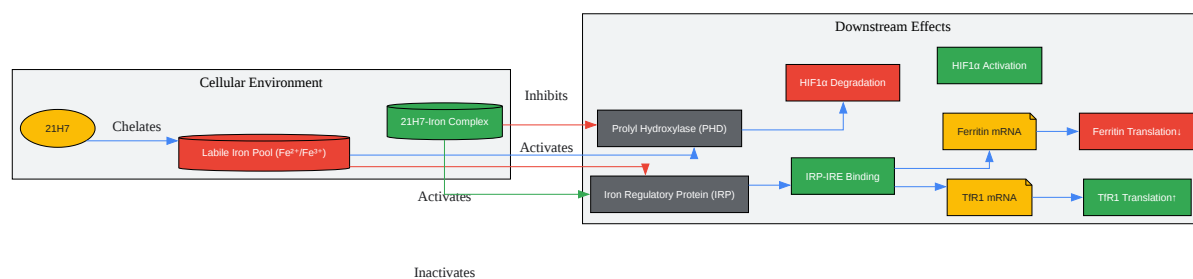 Downstream Effects
Cellular Environment
HIF1α Activation
HIF1α Degradation
Inhibits
21H7
Chelates
21H7-Iron Complex
Prolyl Hydroxylase (PHD)
Ferritin mRNA
Ferritin Translation↓
Labile Iron Pool (Fe²⁺/Fe³⁺)
Activates
IRP-IRE Binding
Activates
Iron Regulatory Protein (IRP)
TfR1 mRNA
TfR1 Translation↑
Inactivates